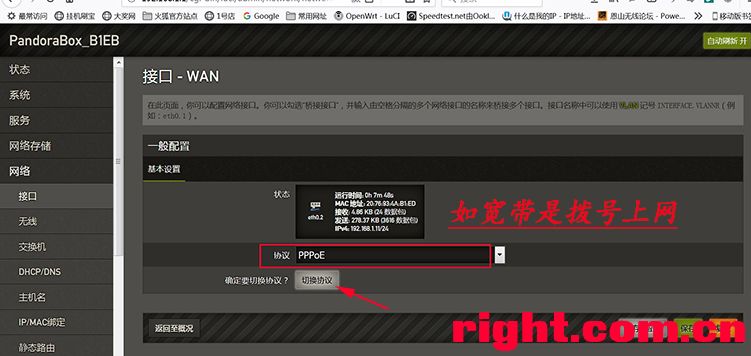 最常访问 挂机刷宝 大奖网 火狐官方站点 1号店 Google 常用网址 OpenWrt - LuCI Speedtest.net由Ookl... 什么是我的IP - IP地址... 恩山无线论坛 - Powe...
PandoraBox_B1EB
自动刷新 开
状态
系统
服务
网络存储
网络
接口
无线
交换机
DHCP/DNS
主机名
IP/MAC绑定
静态路由
接口 - WAN
在此页面，你可以配置网络接口。你可以勾选"桥接接口"，并输入由空格分隔的多个网络接口的名称来桥接多个接口。接口名称中可以使用 VLAN 记号 INTERFACE.VLANNR（例
如：eth0.1）。
一般配置
基本设置
状态
eth0.2
运行时间: 0h 7m 48s
MAC 地址: 20:76:93:4A:B1:ED
接收: 4.86 KB (24 数据包)
发送: 278.37 KB (3616 数据包)
IPv4: 192.168.1.11/24
如宽带是拨号上网
协议
PPPoE
确定要切换协议？
切换协议
返回至概况
保存
right.com.cn